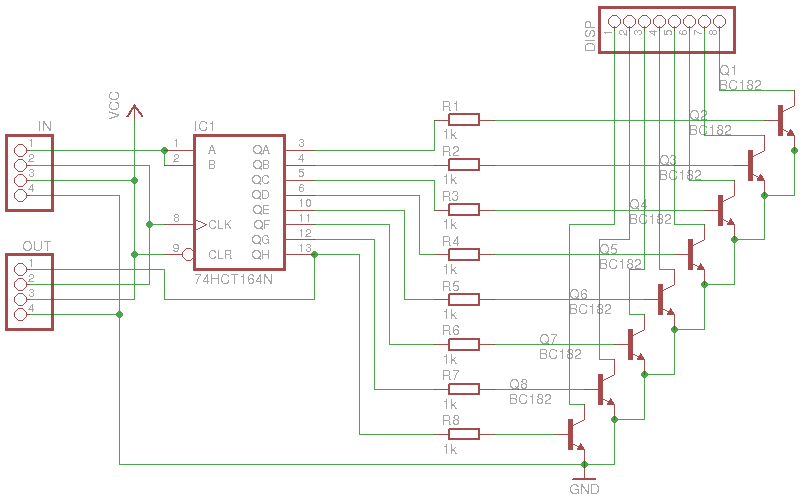 DISP
1 2 3 4 5 6 7 8
Q1
BC182
VCC
R1
1k
Q2
BC182
IN
1
2
3
4
IC1
1 A QA 3
2 B QB 4
QC 5
QD 6
QE 10
8 CLK QF 11
QG 12
9 CLR QH 13
74HCT164N
R2
1k
Q3
BC182
R3
1k
Q4
BC182
R4
1k
Q5
BC182
OUT
1
2
3
4
R5
1k
Q6
BC182
R6
1k
Q7
BC182
R7
1k
Q8
BC182
R8
1k
GND